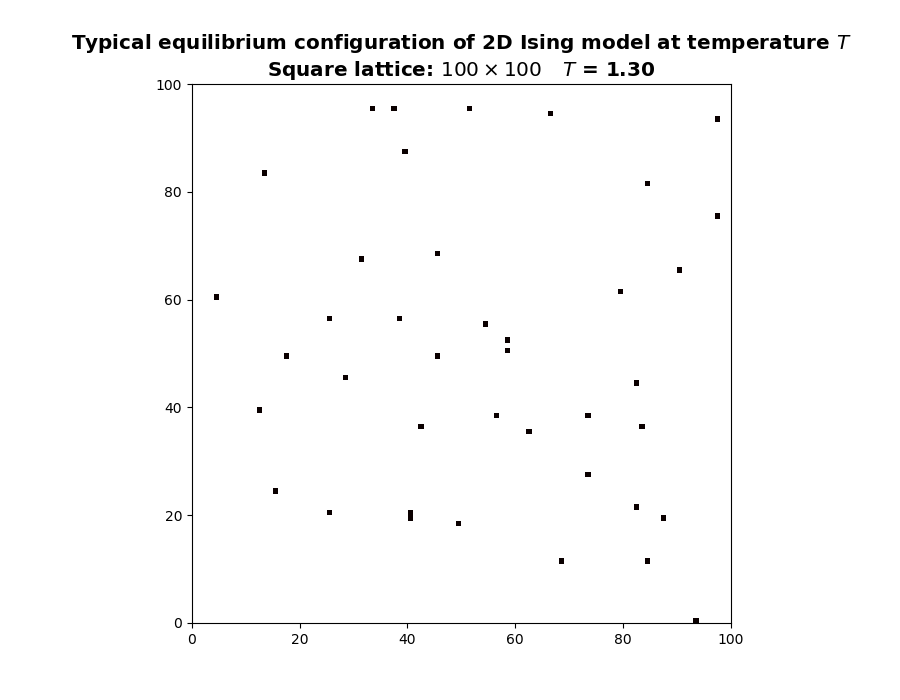 Typical equilibrium configuration of 2D Ising model at temperature T
Square lattice: 100 × 100 T = 1.30
100
80
60
40
20
0
0 20 40 60 80 100